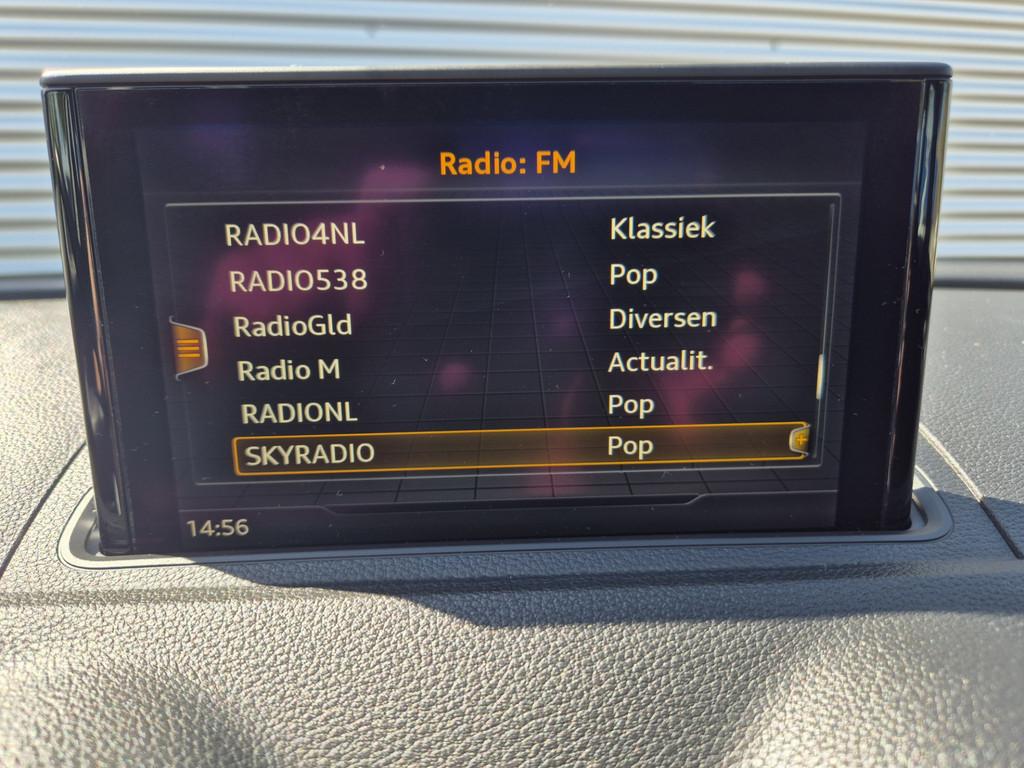 Radio: FM
RADIO4NL Klassiek
RADIO538 Pop
RadioGld Diversen
Radio M Actualit.
RADIONL Pop
SKYRADIO Pop
14:56